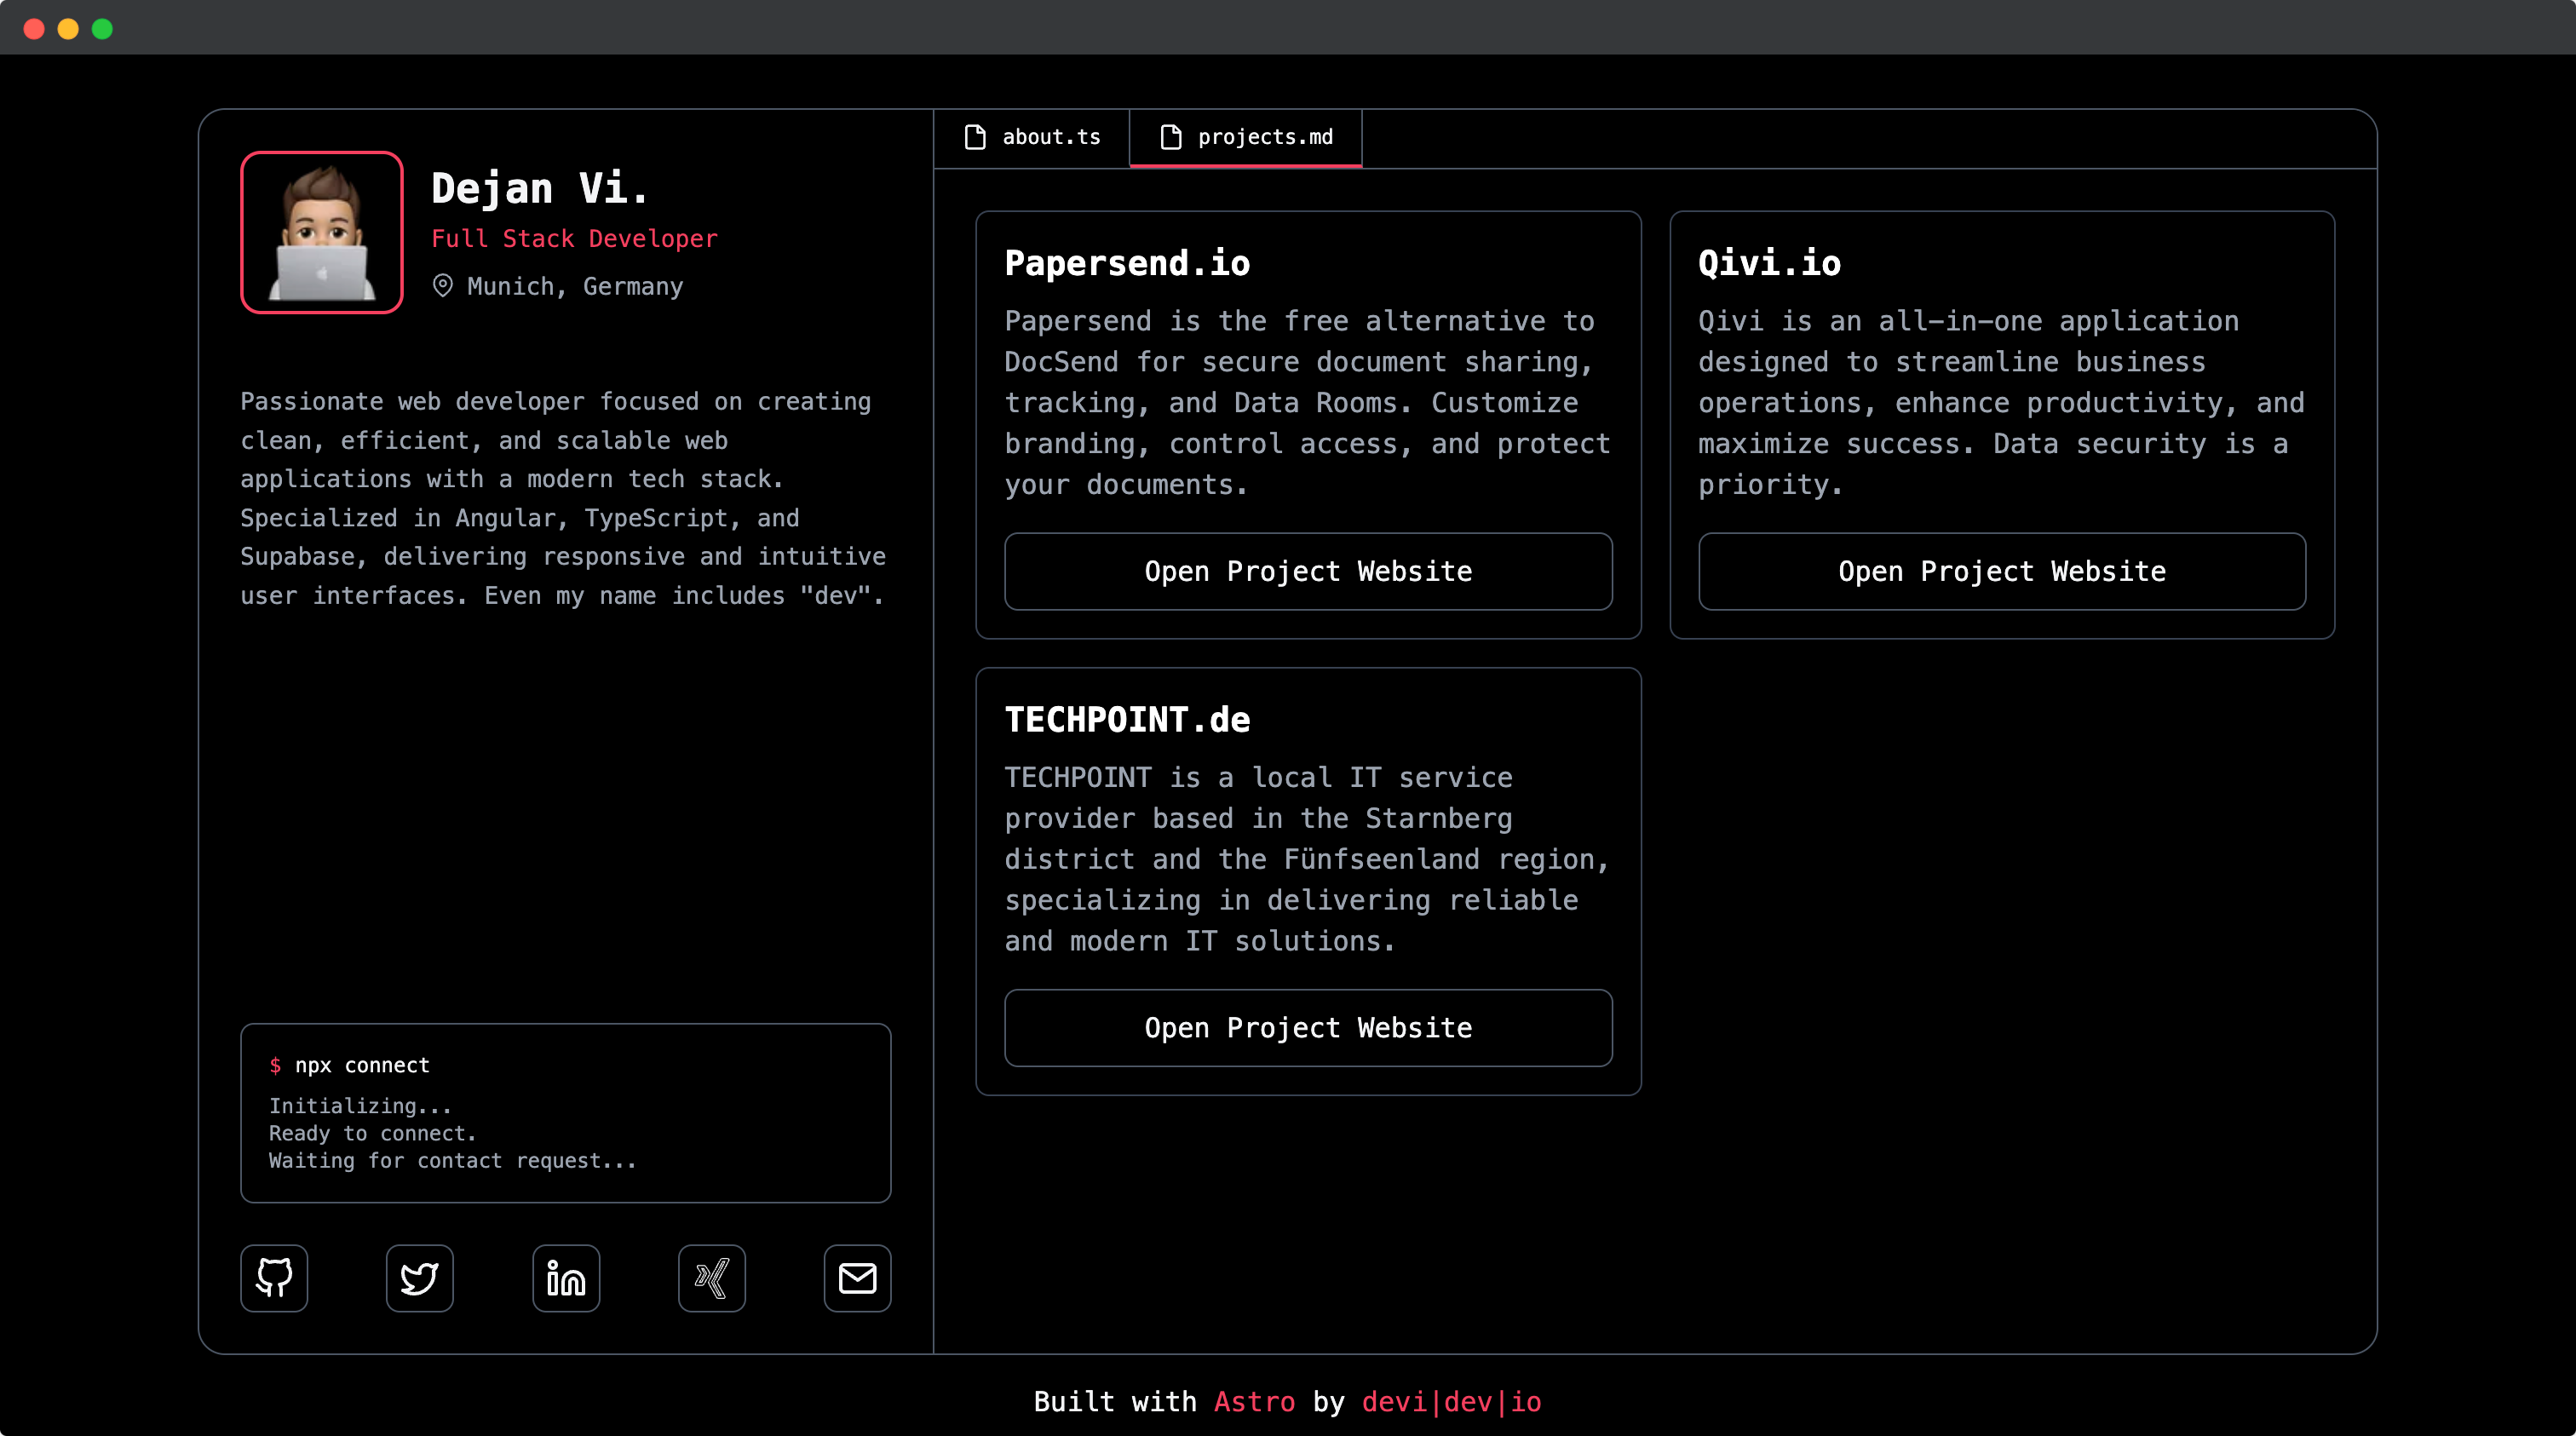 Dejan Vi.
Full Stack Developer
Munich, Germany
Passionate web developer focused on creating
clean, efficient, and scalable web
applications with a modern tech stack.
Specialized in Angular, TypeScript, and
Supabase, delivering responsive and intuitive
user interfaces. Even my name includes "dev".
$ npx connect
Initializing...
Ready to connect.
Waiting for contact request...
in
about.ts
projects.md
Papersend.io
Papersend is the free alternative to
DocSend for secure document sharing,
tracking, and Data Rooms. Customize
branding, control access, and protect
your documents.
Open Project Website
Qivi.io
Qivi is an all-in-one application
designed to streamline business
operations, enhance productivity, and
maximize success. Data security is a
priority.
Open Project Website
TECHPOINT.de
TECHPOINT is a local IT service
provider based in the Starnberg
district and the Fünfseenland region,
specializing in delivering reliable
and modern IT solutions.
Open Project Website
Built with Astro by devi|dev|io